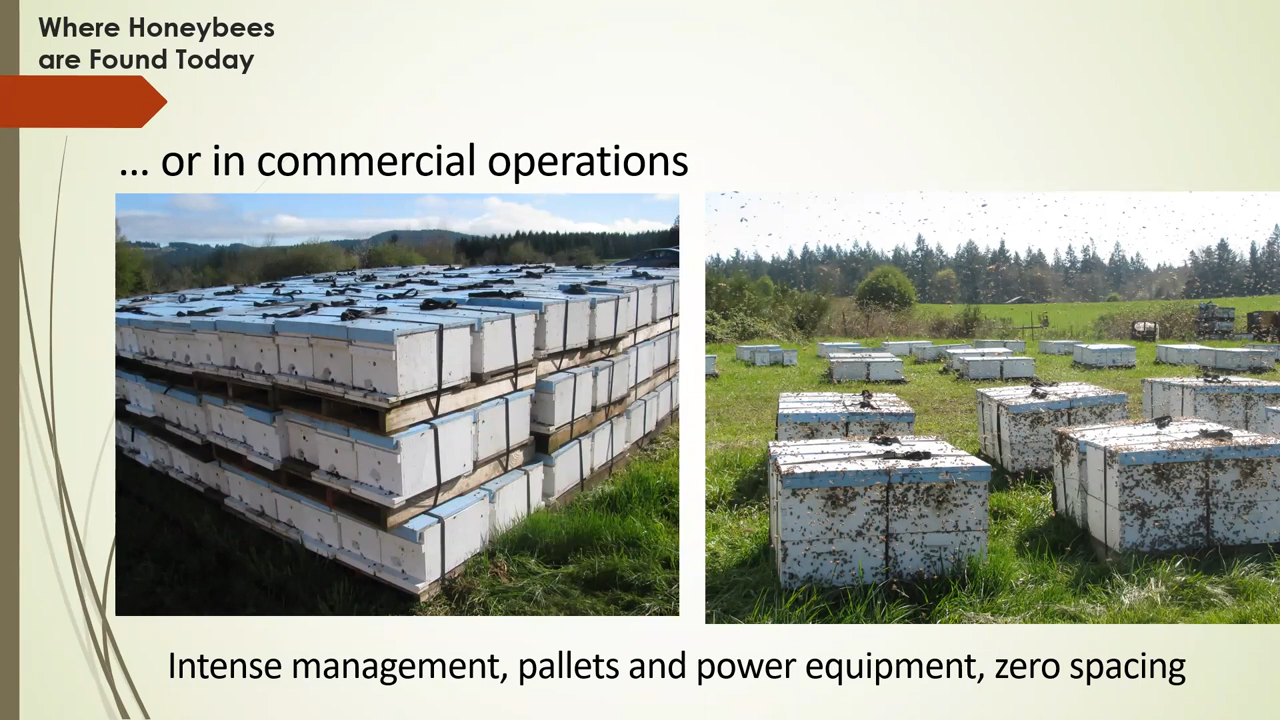 Where Honeybees
are Found Today
... or in commercial operations
Intense management, pallets and power equipment, zero spacing